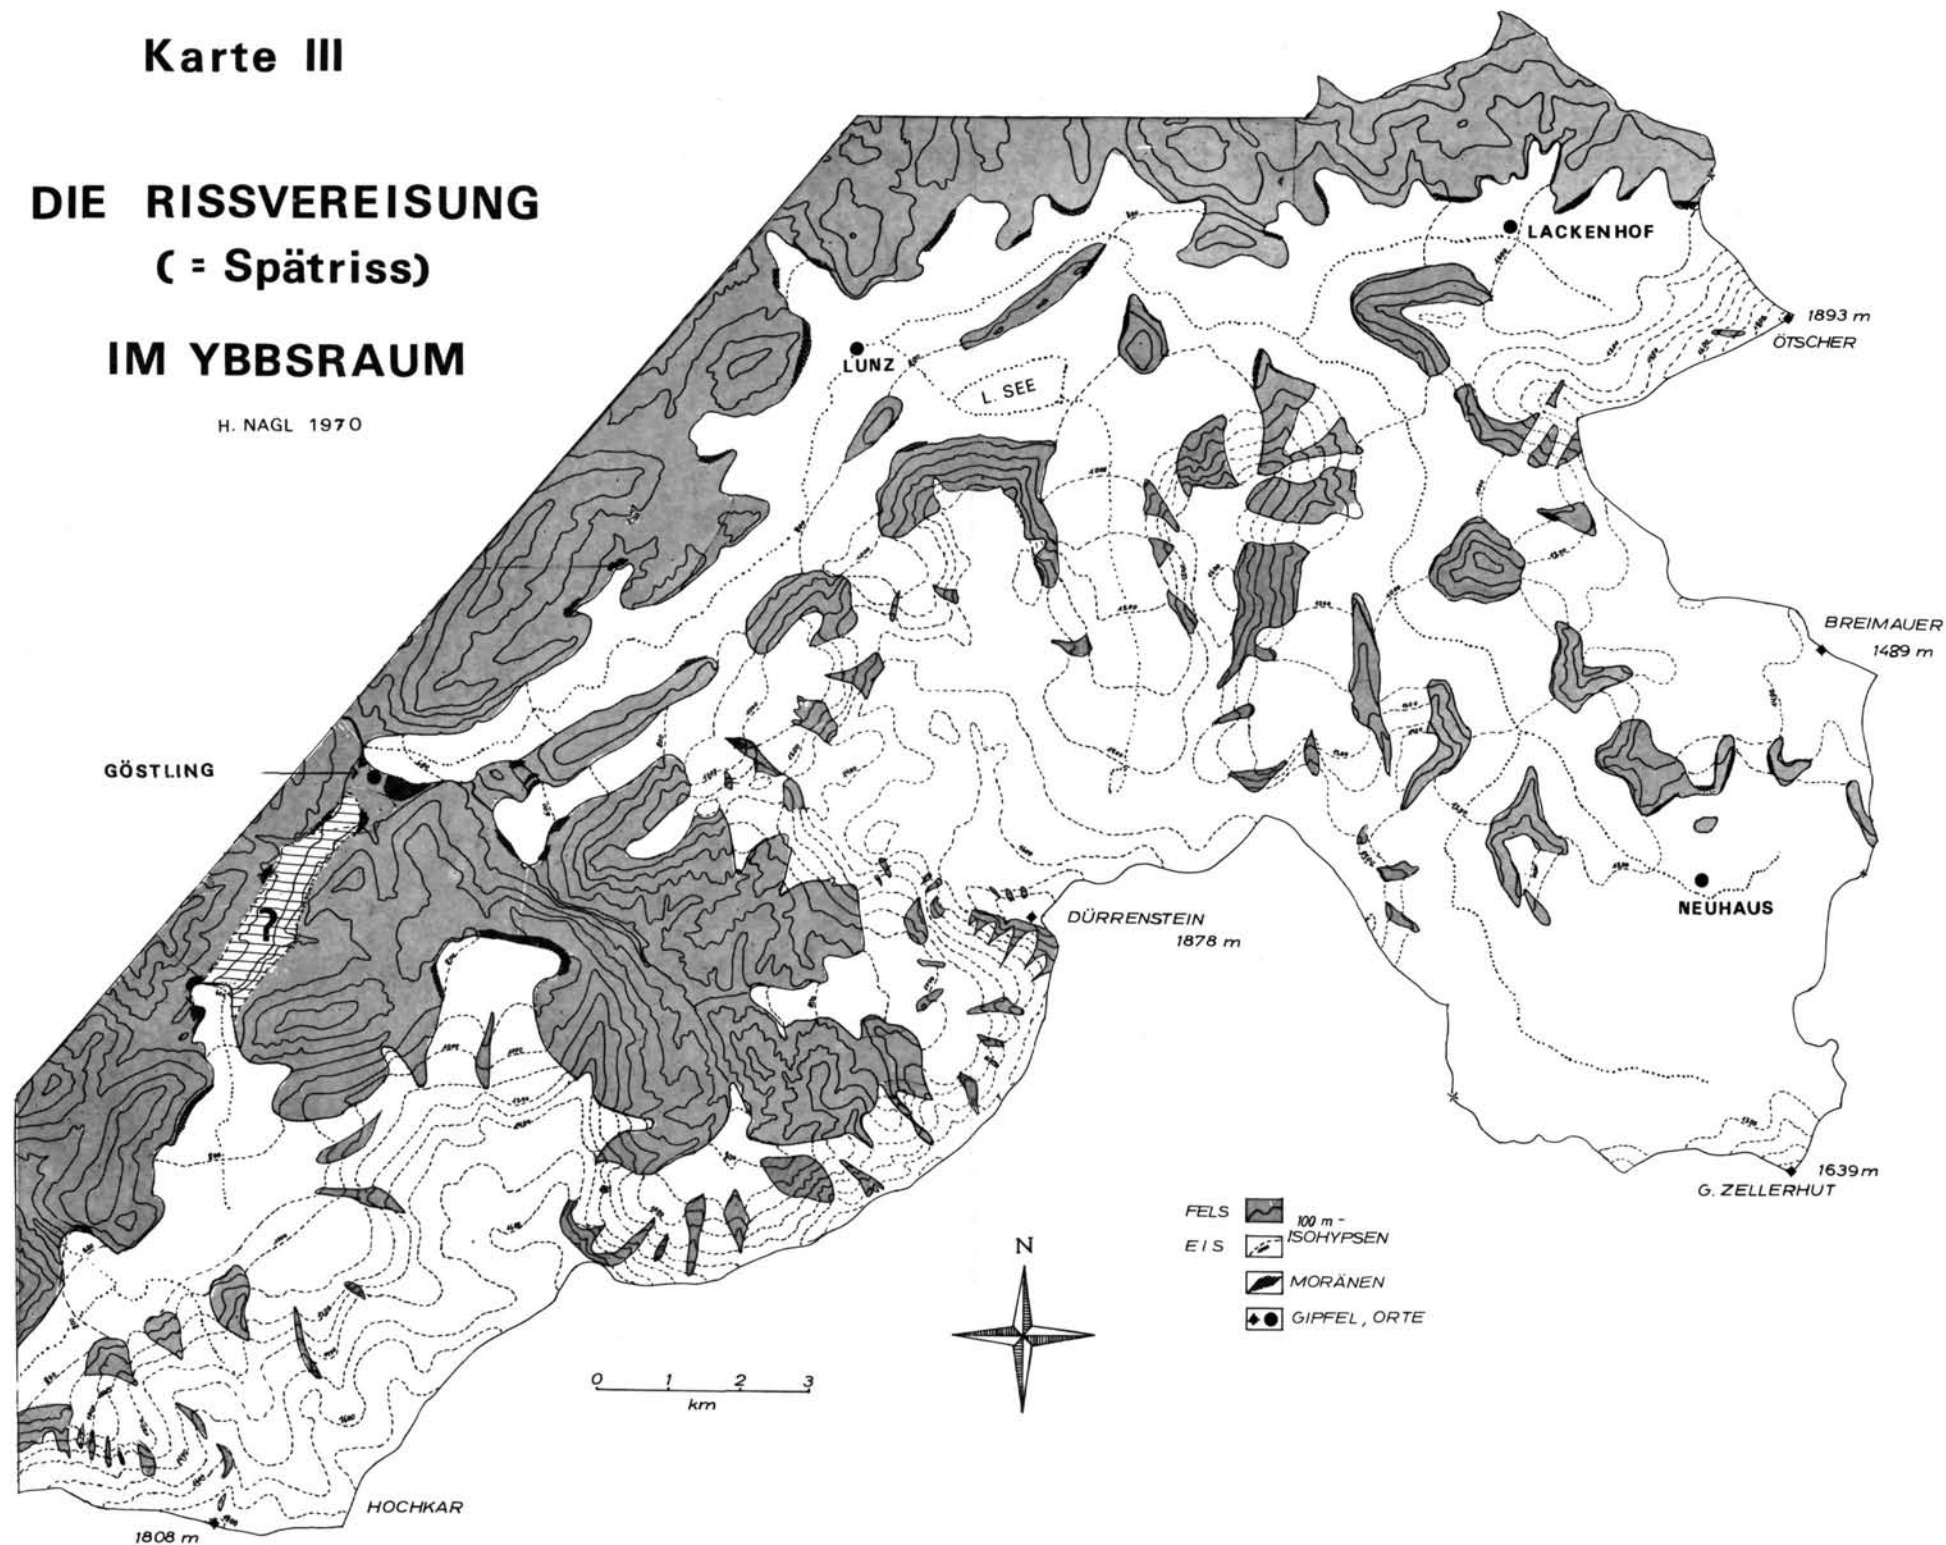 Karte III
DIE RISSVEREISUNG
( = Spätriss)
IM YBBSRAUM
H. NAGL 1970
LACKENHOF
1893 m
ÖTSCHER
LUNZ
L. SEE
BREIMAUER
1489 m
GÖSTLING
?
NEUHAUS
DÜRRENSTEIN
1878 m
1639 m
G. ZELLERHUT
FELS
100 m -
ISOHYPSEN
EIS
MORÄNEN
GIPFEL, ORTE
N
0 1 2 3
km
HOCHKAR
1808 m